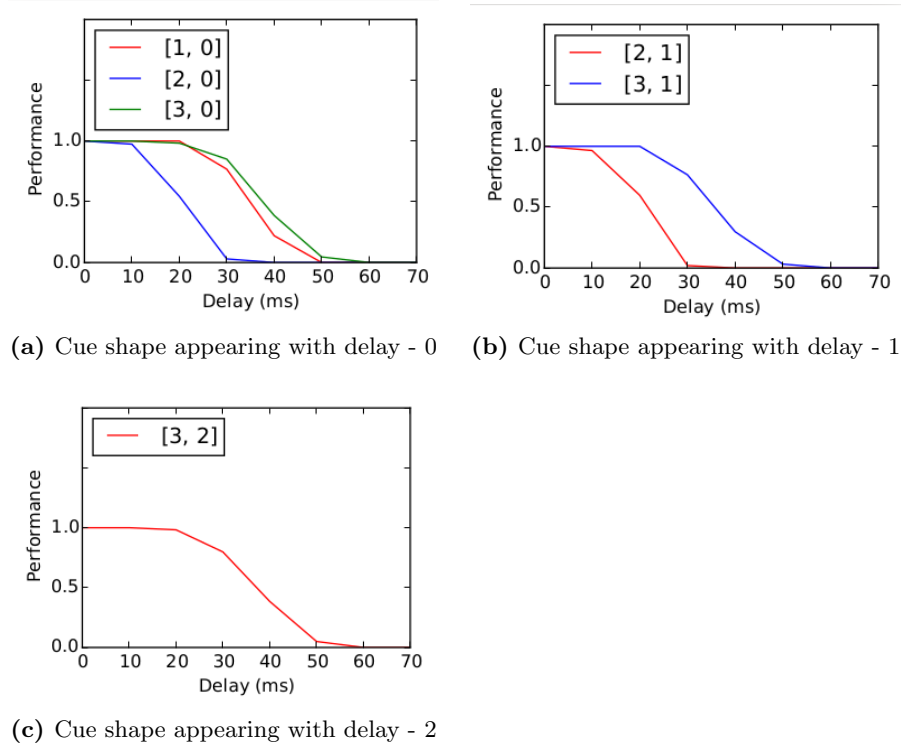 [1, 0]
[2, 0]
[3, 0]
Performance
1.0
0.5
0.0
0 10 20 30 40 50 60 70
Delay (ms)
(a) Cue shape appearing with delay - 0
[2, 1]
[3, 1]
Performance
1.0
0.5
0.0
0 10 20 30 40 50 60 70
Delay (ms)
(b) Cue shape appearing with delay - 1
[3, 2]
Performance
1.0
0.5
0.0
0 10 20 30 40 50 60 70
Delay (ms)
(c) Cue shape appearing with delay - 2